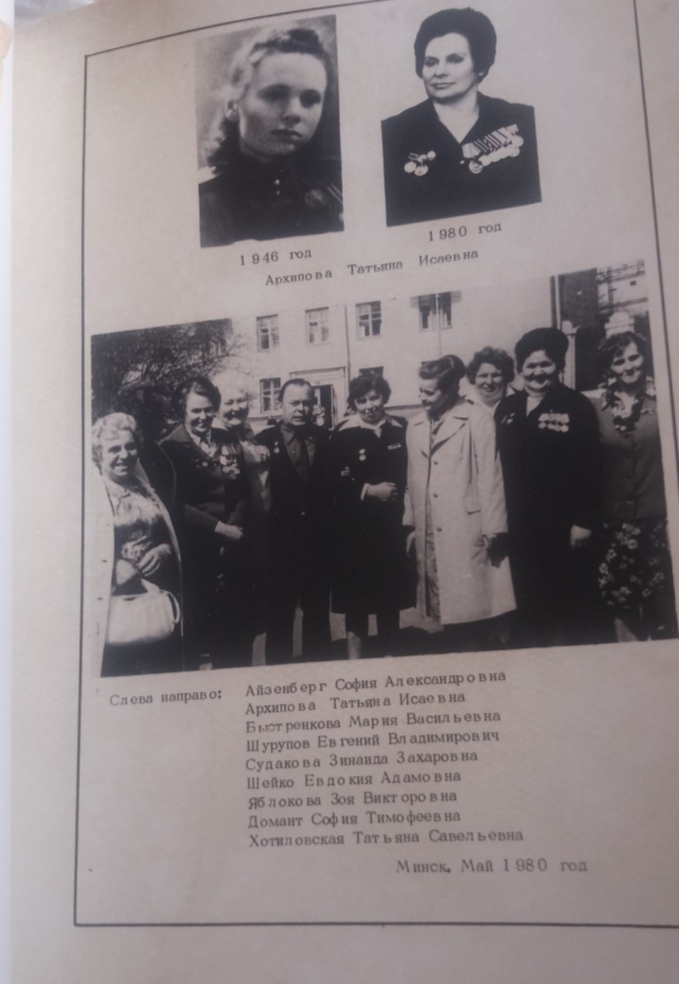 1946 год
1980 год
Архипова Татьяна Исаевна
Слева направо: Айзенберг София Александровна
Архипова Татьяна Исаевна
Быстренкова Мария Васильевна
Шурупов Евгений Владимирович
Судакова Зинаида Захаровна
Шейко Евдокия Адамовна
Яблокова Зоя Викторовна
Домант София Тимофеевна
Хотиловская Татьяна Савельевна
Минск, Май 1980 год